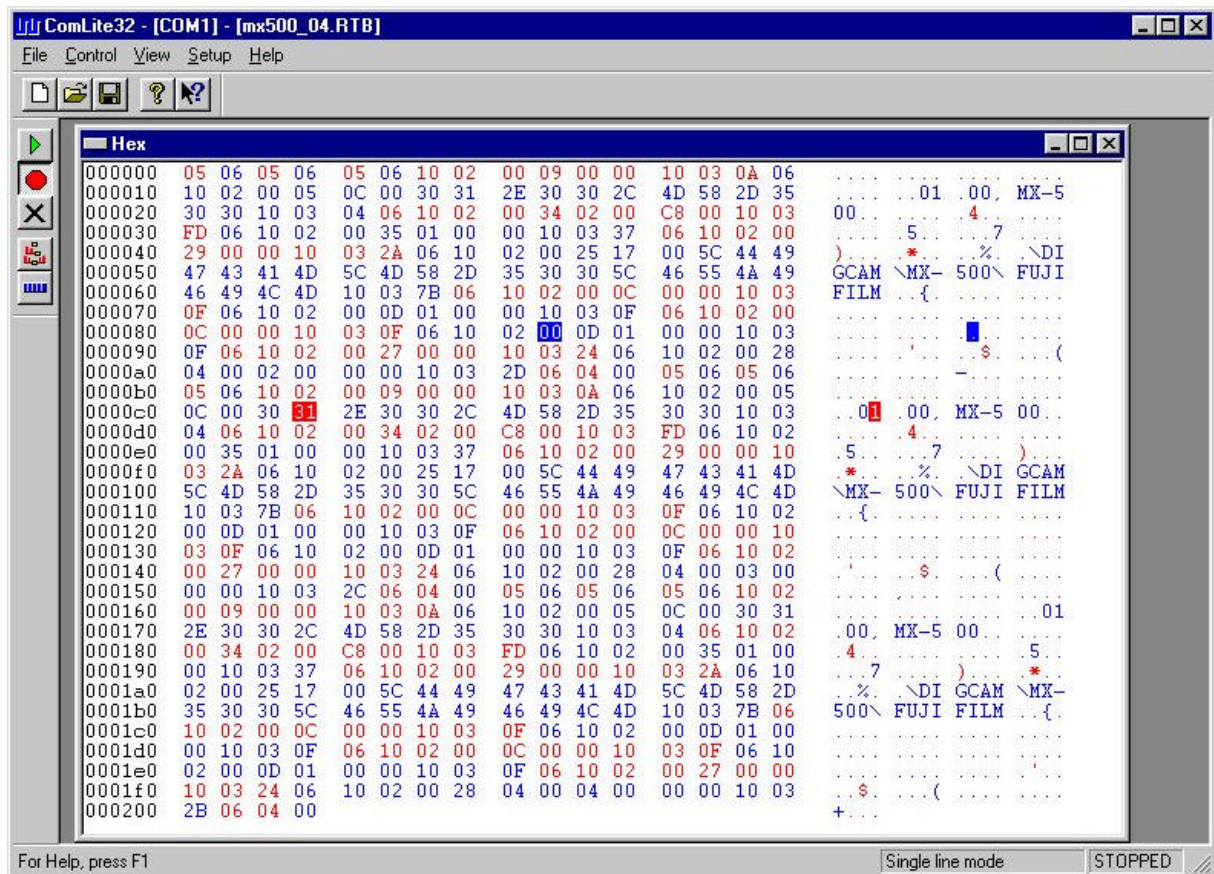 ComLite32 - [COM1] - [mx500_04.RTB]
File Control View Setup Help
Hex
000000 05 06 05 06 05 06 10 02 00 09 00 00 10 03 0A 06 .... .... .... ....
000010 10 02 00 05 0C 00 30 31 2E 30 30 2C 4D 58 2D 35 .... ..01 .00, MX-5
000020 30 30 10 03 04 06 10 02 00 34 02 00 C8 00 10 03 00.. .... .4.. ....
000030 FD 06 10 02 00 35 01 00 00 10 03 37 06 10 02 00 .... .5.. ...7 ....
000040 29 00 00 10 03 2A 06 10 02 00 25 17 00 5C 44 49 )... .*.. ..%. .\DI
000050 47 43 41 4D 5C 4D 58 2D 35 30 30 5C 46 55 4A 49 GCAM \MX- 500\ FUJI
000060 46 49 4C 4D 10 03 7B 06 10 02 00 0C 00 00 10 03 FILM ..{. .... ....
000070 0F 06 10 02 00 0D 01 00 00 10 03 0F 06 10 02 00 .... .... .... ....
000080 0C 00 00 10 03 0F 06 10 02 00 0D 01 00 00 10 03 .... .... .... ....
000090 0F 06 10 02 00 27 00 00 10 03 24 06 10 02 00 28 .... .'.. ..$. ...(
0000a0 04 00 02 00 00 00 10 03 2D 06 04 00 05 06 05 06 .... .... -... ....
0000b0 05 06 10 02 00 09 00 00 10 03 0A 06 10 02 00 05 .... .... .... ....
0000c0 0C 00 30 31 2E 30 30 2C 4D 58 2D 35 30 30 10 03 ..01 .00, MX-5 00..
0000d0 04 06 10 02 00 34 02 00 C8 00 10 03 FD 06 10 02 .... .4.. .... ....
0000e0 00 35 01 00 00 10 03 37 06 10 02 00 29 00 00 10 .5.. ...7 .... )...
0000f0 03 2A 06 10 02 00 25 17 00 5C 44 49 47 43 41 4D .*.. ..%. .\DI GCAM
000100 5C 4D 58 2D 35 30 30 5C 46 55 4A 49 46 49 4C 4D \MX- 500\ FUJI FILM
000110 10 03 7B 06 10 02 00 0C 00 00 10 03 0F 06 10 02 ..{. .... .... ....
000120 00 0D 01 00 00 10 03 0F 06 10 02 00 0C 00 00 10 .... .... .... ....
000130 03 0F 06 10 02 00 0D 01 00 00 10 03 0F 06 10 02 .... .... .... ....
000140 00 27 00 00 10 03 24 06 10 02 00 28 04 00 03 00 .'.. ..$. ...( ....
000150 00 00 10 03 2C 06 04 00 05 06 05 06 05 06 10 02 .... ,... .... ....
000160 00 09 00 00 10 03 0A 06 10 02 00 05 0C 00 30 31 .... .... .... ..01
000170 2E 30 30 2C 4D 58 2D 35 30 30 10 03 04 06 10 02 .00, MX-5 00.. ....
000180 00 34 02 00 C8 00 10 03 FD 06 10 02 00 35 01 00 .4.. .... .... .5..
000190 00 10 03 37 06 10 02 00 29 00 00 10 03 2A 06 10 ...7 .... )... .*..
0001a0 02 00 25 17 00 5C 44 49 47 43 41 4D 5C 4D 58 2D ..%. .\DI GCAM \MX-
0001b0 35 30 30 5C 46 55 4A 49 46 49 4C 4D 10 03 7B 06 500\ FUJI FILM ..{.
0001c0 10 02 00 0C 00 00 10 03 0F 06 10 02 00 0D 01 00 .... .... .... ....
0001d0 00 10 03 0F 06 10 02 00 0C 00 00 10 03 0F 06 10 .... .... .... ....
0001e0 02 00 0D 01 00 00 10 03 0F 06 10 02 00 27 00 00 .... .... .... .'..
0001f0 10 03 24 06 10 02 00 28 04 00 04 00 00 00 10 03 ..$. ...( .... ....
000200 2B 06 04 00 +...
For Help, press F1 Single line mode STOPPED